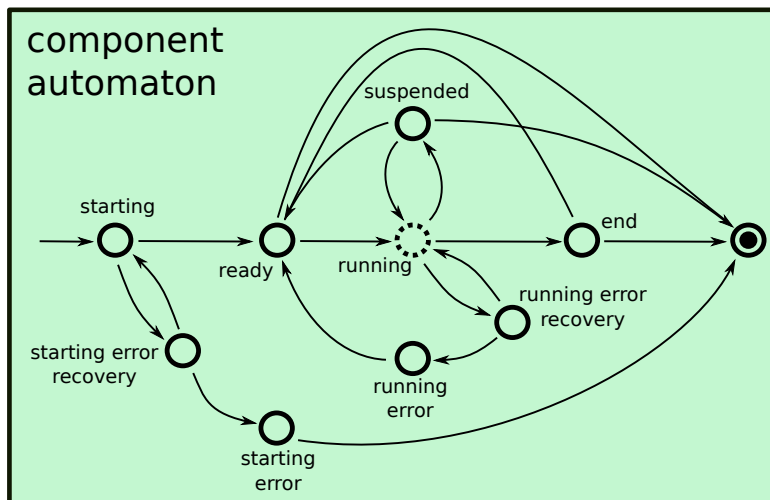 component
automaton
suspended
starting
end
ready
running
running error
recovery
starting error
recovery
running
error
starting
error